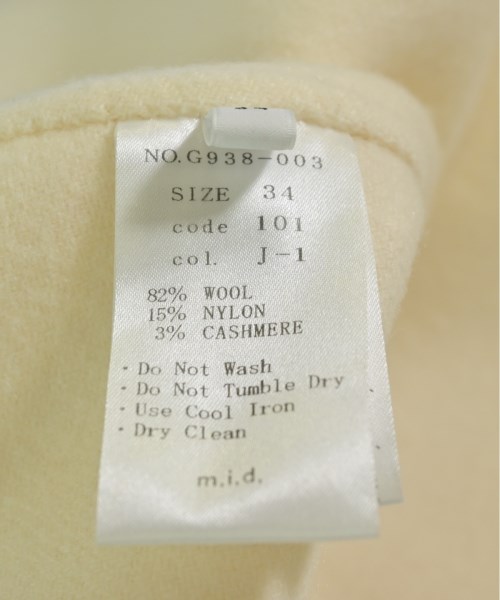 NO.G938-003
SIZE 34
code 101
col. J-1
82% WOOL
15% NYLON
3% CASHMERE
・Do Not Wash
・Do Not Tumble Dry
・Use Cool Iron
・Dry Clean
m.i.d.